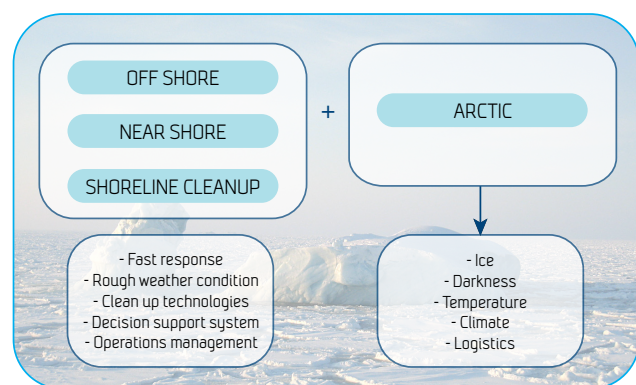 OFF SHORE
NEAR SHORE
SHORELINE CLEANUP
+
ARCTIC
- Fast response
- Rough weather condition
- Clean up technologies
- Decision support system
- Operations management
- Ice
- Darkness
- Temperature
- Climate
- Logistics